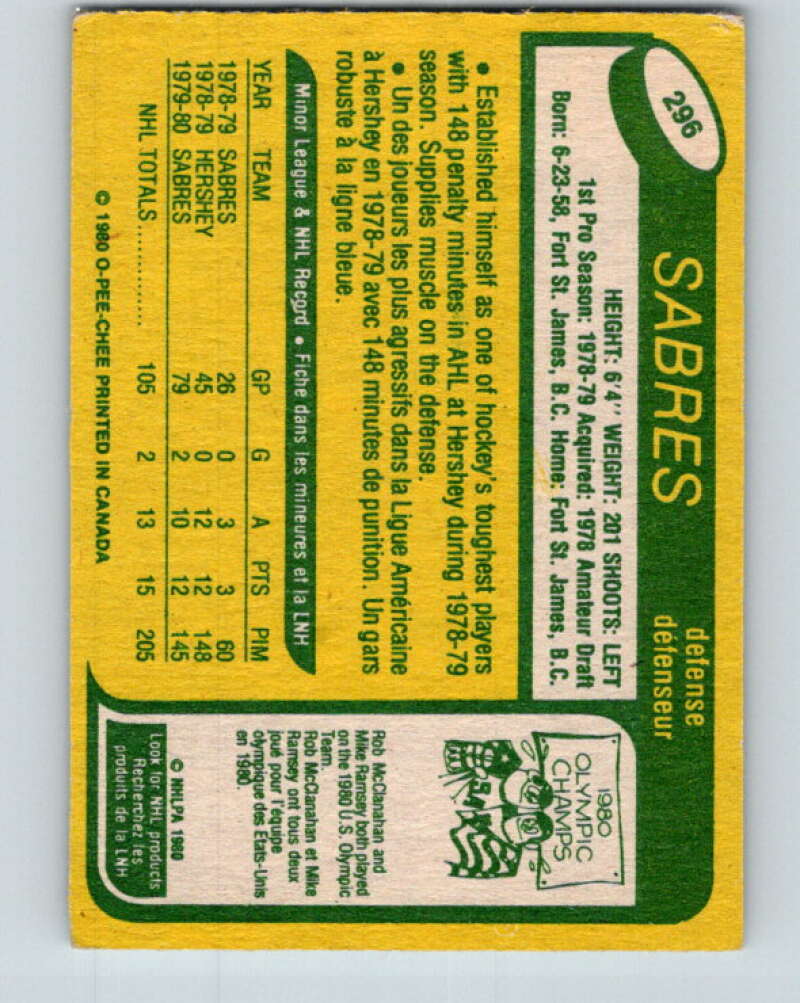 296
SABRES
defense
défenseur
HEIGHT: 6'4" WEIGHT: 201 SHOOTS: LEFT
1st Pro Season: 1978-79 Acquired: 1978 Amateur Draft
Born: 6-23-58, Fort St. James, B.C. Home: Fort St. James, B.C.
• Established himself as one of hockey's toughest players
with 148 penalty minutes in AHL at Hershey during 1978-79
season. Supplies muscle on the defense.
• Un des joueurs les plus agressifs dans la Ligue Américaine
à Hershey en 1978-79 avec 148 minutes de punition. Un gars
robuste à la ligne bleue.
Minor League & NHL Record • Fiche dans les mineures et la LNH
YEAR TEAM GP G A PTS PIM
1978-79 SABRES 26 0 3 3 60
1978-79 HERSHEY 45 0 12 12 148
1979-80 SABRES 79 2 10 12 145
NHL TOTALS .............. 105 2 13 15 205
© 1980 O-PEE-CHEE PRINTED IN CANADA
1980
OLYMPIC
CHAMPS
Rob McClanahan and
Mike Ramsey both played
on the 1980 U.S. Olympic
Team.
Rob McClanahan et Mike
Ramsey ont tous deux
joué pour l'équipe
olympique des Etats-Unis
en 1980.
© NHLPA 1980
Look for NHL products
Recherchez les
produits de la LNH